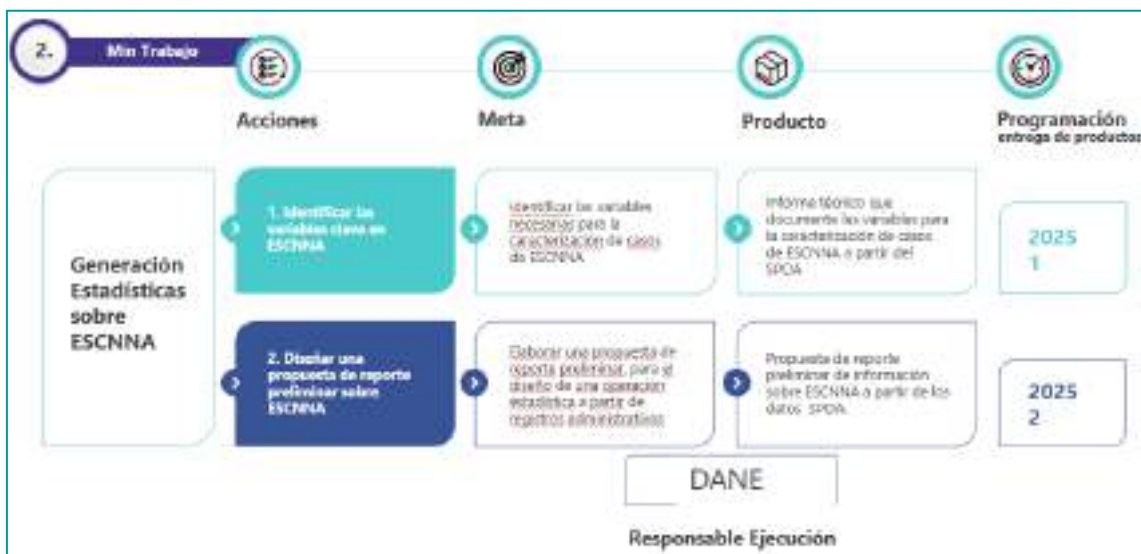 2.
Min Trabajo
Acciones
Meta
Producto
Programación
entrega de productos
Generación
Estadísticas
sobre
ESCNNA
1. Identificar las
variables clave en
ESCNNA
Identificar las variables
necesarias para la
caracterización de casos
de ESCNNA
Informe técnico que
documente las variables para
la caracterización de casos
de ESCNNA a partir del
SPOA
2025
1
2. Diseñar una
propuesta de reporte
preliminar sobre
ESCNNA
Elaborar una propuesta de
reporte preliminar, para el
diseño de una operación
estadística a partir de
registros administrativos
Propuesta de reporte
preliminar de información
sobre ESCNNA a partir de los
datos SPOA
2025
2
DANE
Responsable Ejecución